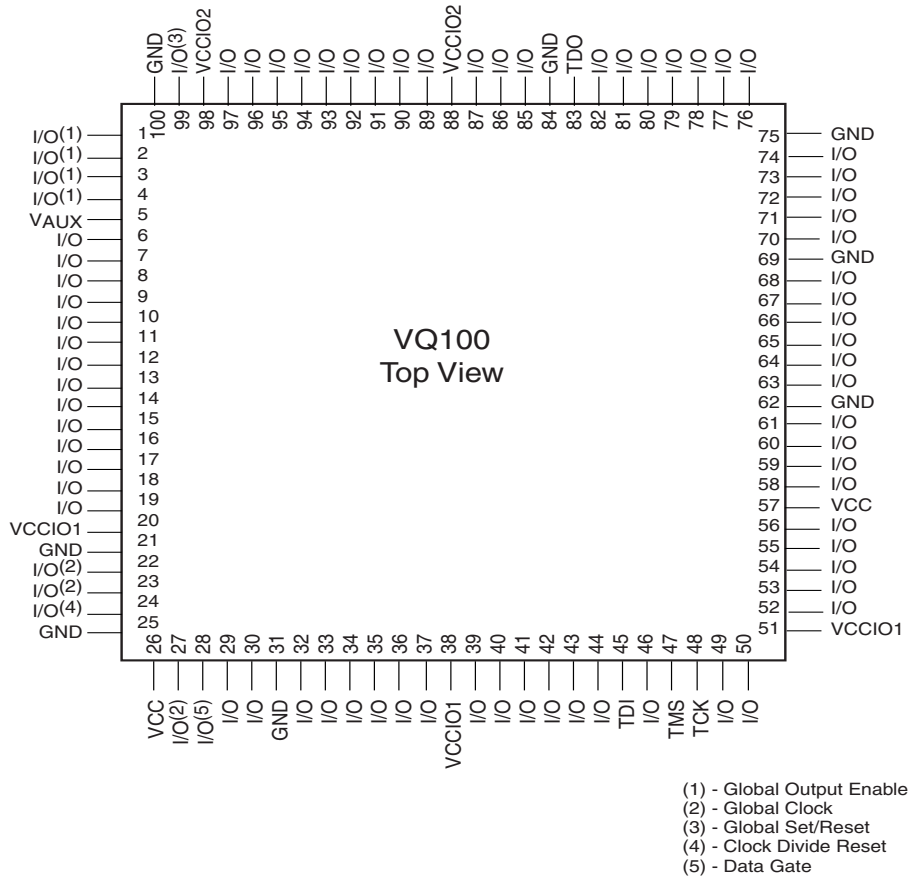 GND 100
I/O(3) 99
VCCIO2 98
I/O 97
I/O 96
I/O 95
I/O 94
I/O 93
I/O 92
I/O 91
I/O 90
I/O 89
VCCIO2 88
I/O 87
I/O 86
I/O 85
GND 84
TDO 83
I/O 82
I/O 81
I/O 80
I/O 79
I/O 78
I/O 77
I/O 76
I/O(1) 1
I/O(1) 2
I/O(1) 3
I/O(1) 4
VAUX 5
I/O 6
I/O 7
I/O 8
I/O 9
I/O 10
I/O 11
I/O 12
I/O 13
I/O 14
I/O 15
I/O 16
I/O 17
I/O 18
I/O 19
VCCIO1 20
GND 21
I/O(2) 22
I/O(2) 23
I/O(4) 24
GND 25
VQ100
Top View
75 GND
74 I/O
73 I/O
72 I/O
71 I/O
70 I/O
69 GND
68 I/O
67 I/O
66 I/O
65 I/O
64 I/O
63 I/O
62 GND
61 I/O
60 I/O
59 I/O
58 I/O
57 VCC
56 I/O
55 I/O
54 I/O
53 I/O
52 I/O
51 VCCIO1
26 VCC
27 I/O(2)
28 I/O(5)
29 I/O
30 I/O
31 GND
32 I/O
33 I/O
34 I/O
35 I/O
36 I/O
37 I/O
38 VCCIO1
39 I/O
40 I/O
41 I/O
42 I/O
43 I/O
44 I/O
45 TDI
46 I/O
47 TMS
48 TCK
49 I/O
50 I/O
(1) - Global Output Enable
(2) - Global Clock
(3) - Global Set/Reset
(4) - Clock Divide Reset
(5) - Data Gate